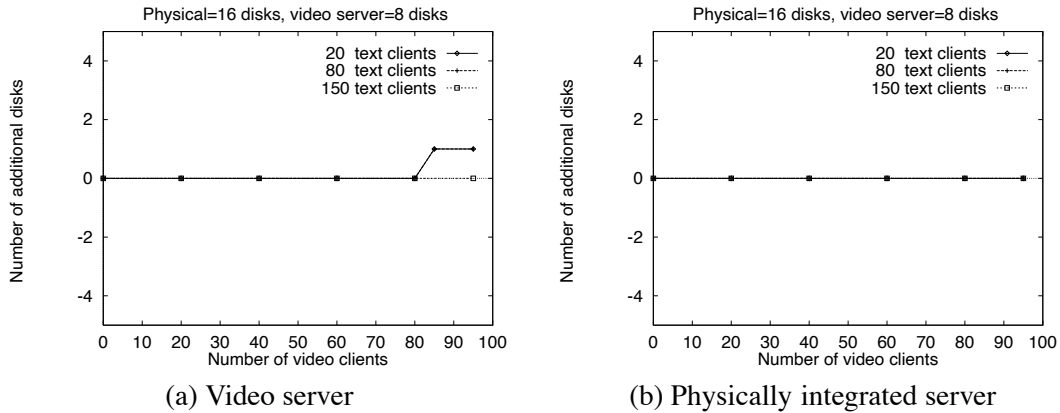 Physical=16 disks, video server=8 disks
20 text clients
80 text clients
150 text clients
Number of additional disks
4
2
0
-2
-4
0 10 20 30 40 50 60 70 80 90 100
Number of video clients
(a) Video server
Physical=16 disks, video server=8 disks
20 text clients
80 text clients
150 text clients
Number of additional disks
4
2
0
-2
-4
0 10 20 30 40 50 60 70 80 90 100
Number of video clients
(b) Physically integrated server